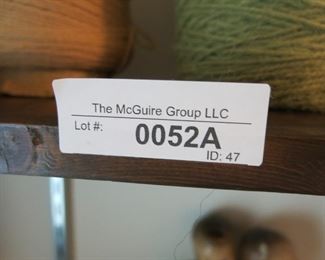 The McGuire Group LLC
Lot #:
0052A
ID: 47